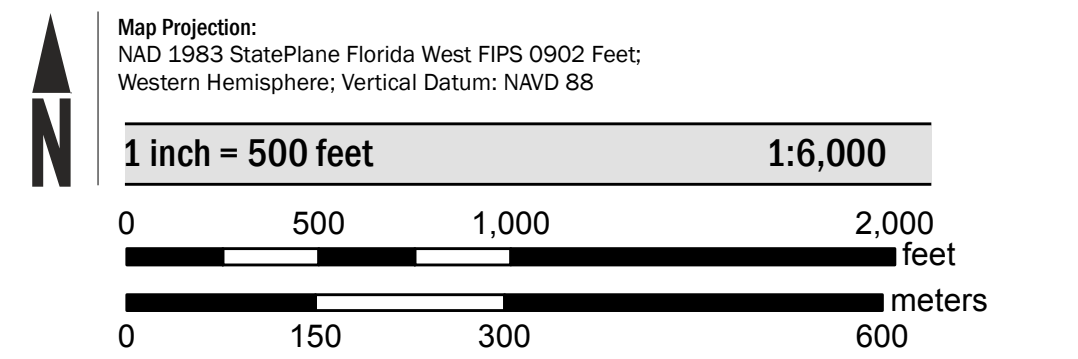 N
Map Projection:
NAD 1983 StatePlane Florida West FIPS 0902 Feet;
Western Hemisphere; Vertical Datum: NAVD 88
1 inch = 500 feet 1:6,000
0 500 1,000 2,000
feet
meters
0 150 300 600